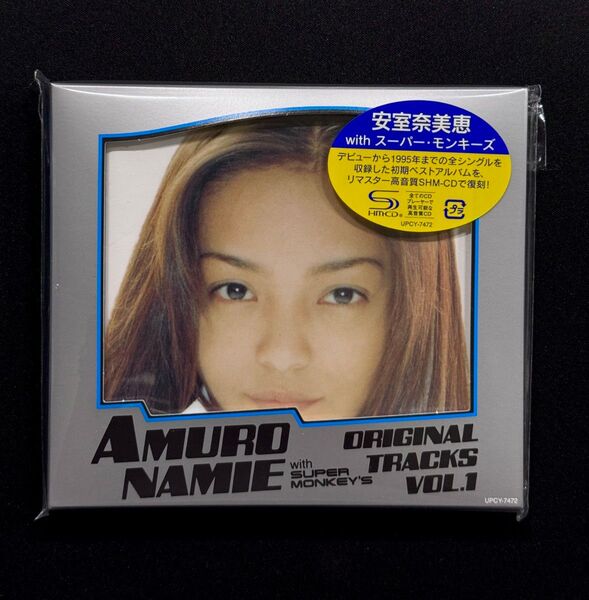 安室奈美恵
with スーパー・モンキーズ
デビューから1995年までの全シングルを
収録した初期ベストアルバムを、
リマスター高音質SHM-CDで復刻!
SHM-CD
全てのCD
プレーヤーで
再生可能な
高音質CD
プラ
UPCY-7472
AMURO
NAMIE
with
SUPER
MONKEY'S
ORIGINAL
TRACKS
VOL.1
UPCY-7472